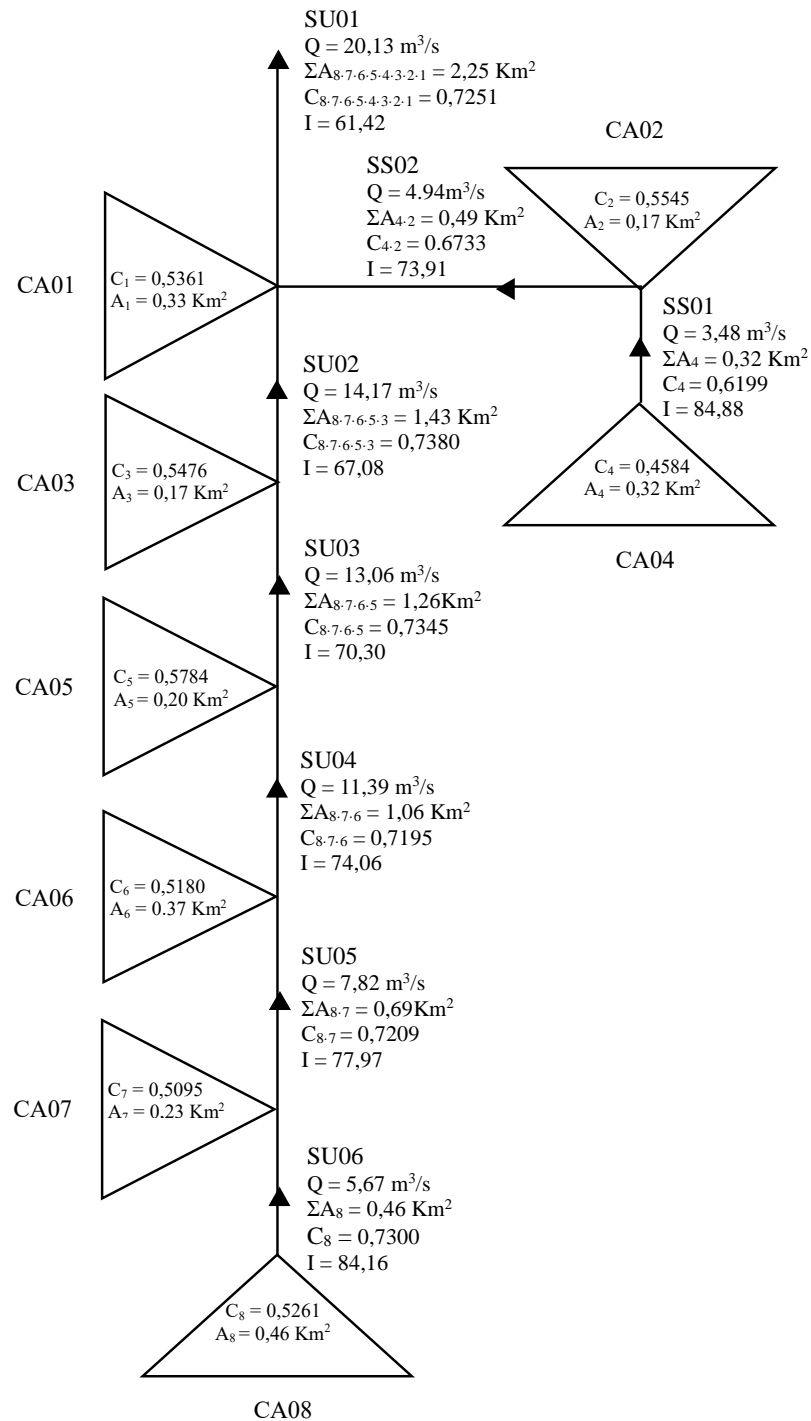 SU01
Q = 20,13 m³/s
ΣA₈.₇.₆.₅.₄.₃.₂.₁ = 2,25 Km²
C₈.₇.₆.₅.₄.₃.₂.₁ = 0,7251
I = 61,42
CA02
C₂ = 0,5545
A₂ = 0,17 Km²
SS02
Q = 4.94m³/s
ΣA₄.₂ = 0,49 Km²
C₄.₂ = 0.6733
I = 73,91
CA01
C₁ = 0,5361
A₁ = 0,33 Km²
SS01
Q = 3,48 m³/s
ΣA₄ = 0,32 Km²
C₄ = 0,6199
I = 84,88
SU02
Q = 14,17 m³/s
ΣA₈.₇.₆.₅.₃ = 1,43 Km²
C₈.₇.₆.₅.₃ = 0,7380
I = 67,08
CA03
C₃ = 0,5476
A₃ = 0,17 Km²
C₄ = 0,4584
A₄ = 0,32 Km²
CA04
SU03
Q = 13,06 m³/s
ΣA₈.₇.₆.₅ = 1,26Km²
C₈.₇.₆.₅ = 0,7345
I = 70,30
CA05
C₅ = 0,5784
A₅ = 0,20 Km²
SU04
Q = 11,39 m³/s
ΣA₈.₇.₆ = 1,06 Km²
C₈.₇.₆ = 0,7195
I = 74,06
CA06
C₆ = 0,5180
A₆ = 0.37 Km²
SU05
Q = 7,82 m³/s
ΣA₈.₇ = 0,69Km²
C₈.₇ = 0,7209
I = 77,97
CA07
C₇ = 0,5095
A₇ = 0.23 Km²
SU06
Q = 5,67 m³/s
ΣA₈ = 0,46 Km²
C₈ = 0,7300
I = 84,16
C₈ = 0,5261
A₈ = 0,46 Km²
CA08